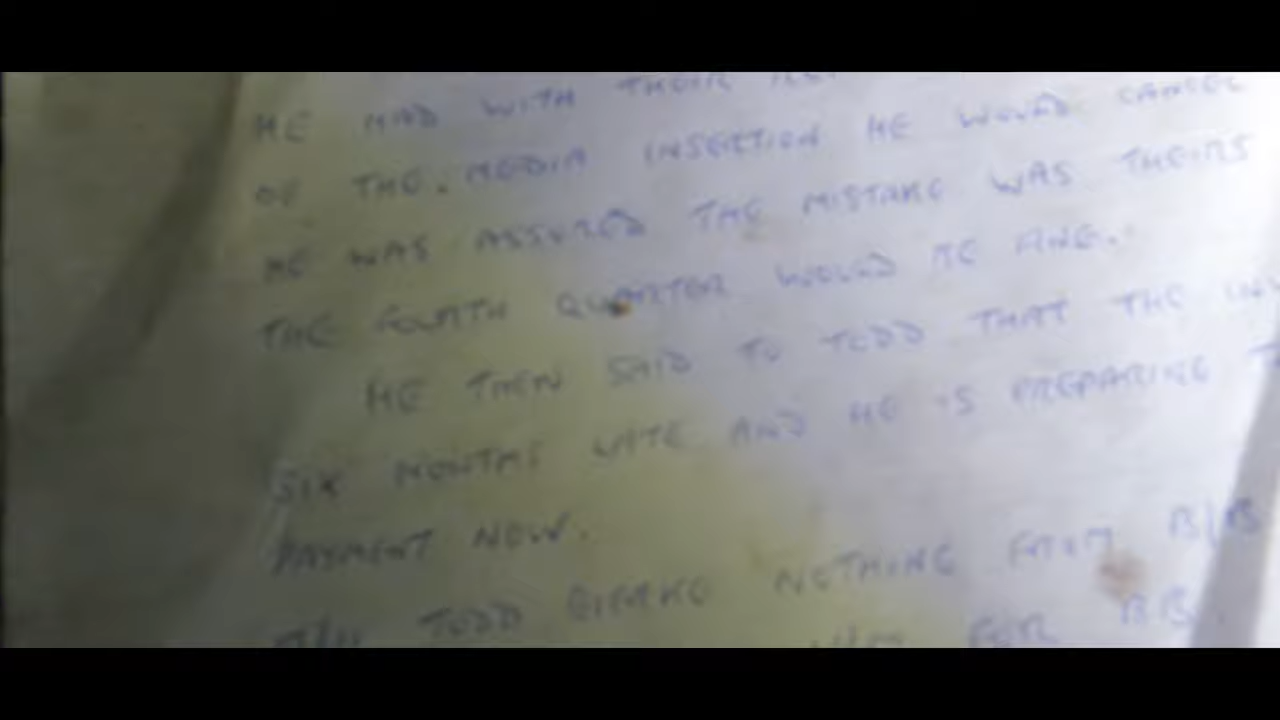 HE HAD WITH THEIR
OF THE MEDIA INSERTION HE WOULD CANCEL
HE WAS ASSURED THE MISTAKE WAS THEIRS
THE FOURTH QUARTER WOULD BE FINE.
HE THEN SAID TO TODD THAT THE
SIX MONTHS LATE AND HE IS PREPARING
PAYMENT NOW.
TODD NOTHING FROM B/B
FOR BB.